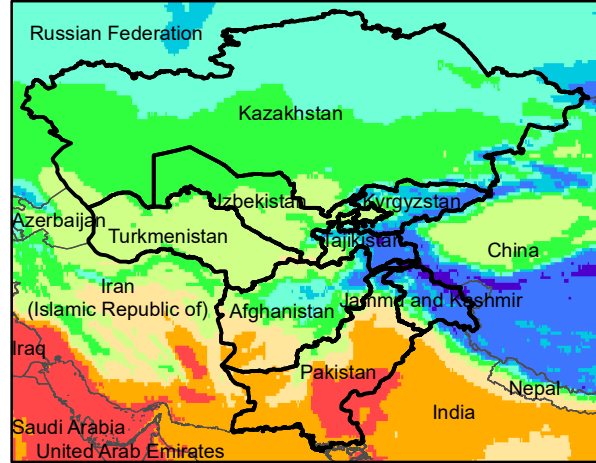 Russian Federation
Kazakhstan
Uzbekistan
Kyrgyzstan
Azerbaijan
Turkmenistan
Tajikistan
China
Iran
(Islamic Republic of)
Afghanistan
Jammu and Kashmir
Iraq
Pakistan
Nepal
India
Saudi Arabia
United Arab Emirates